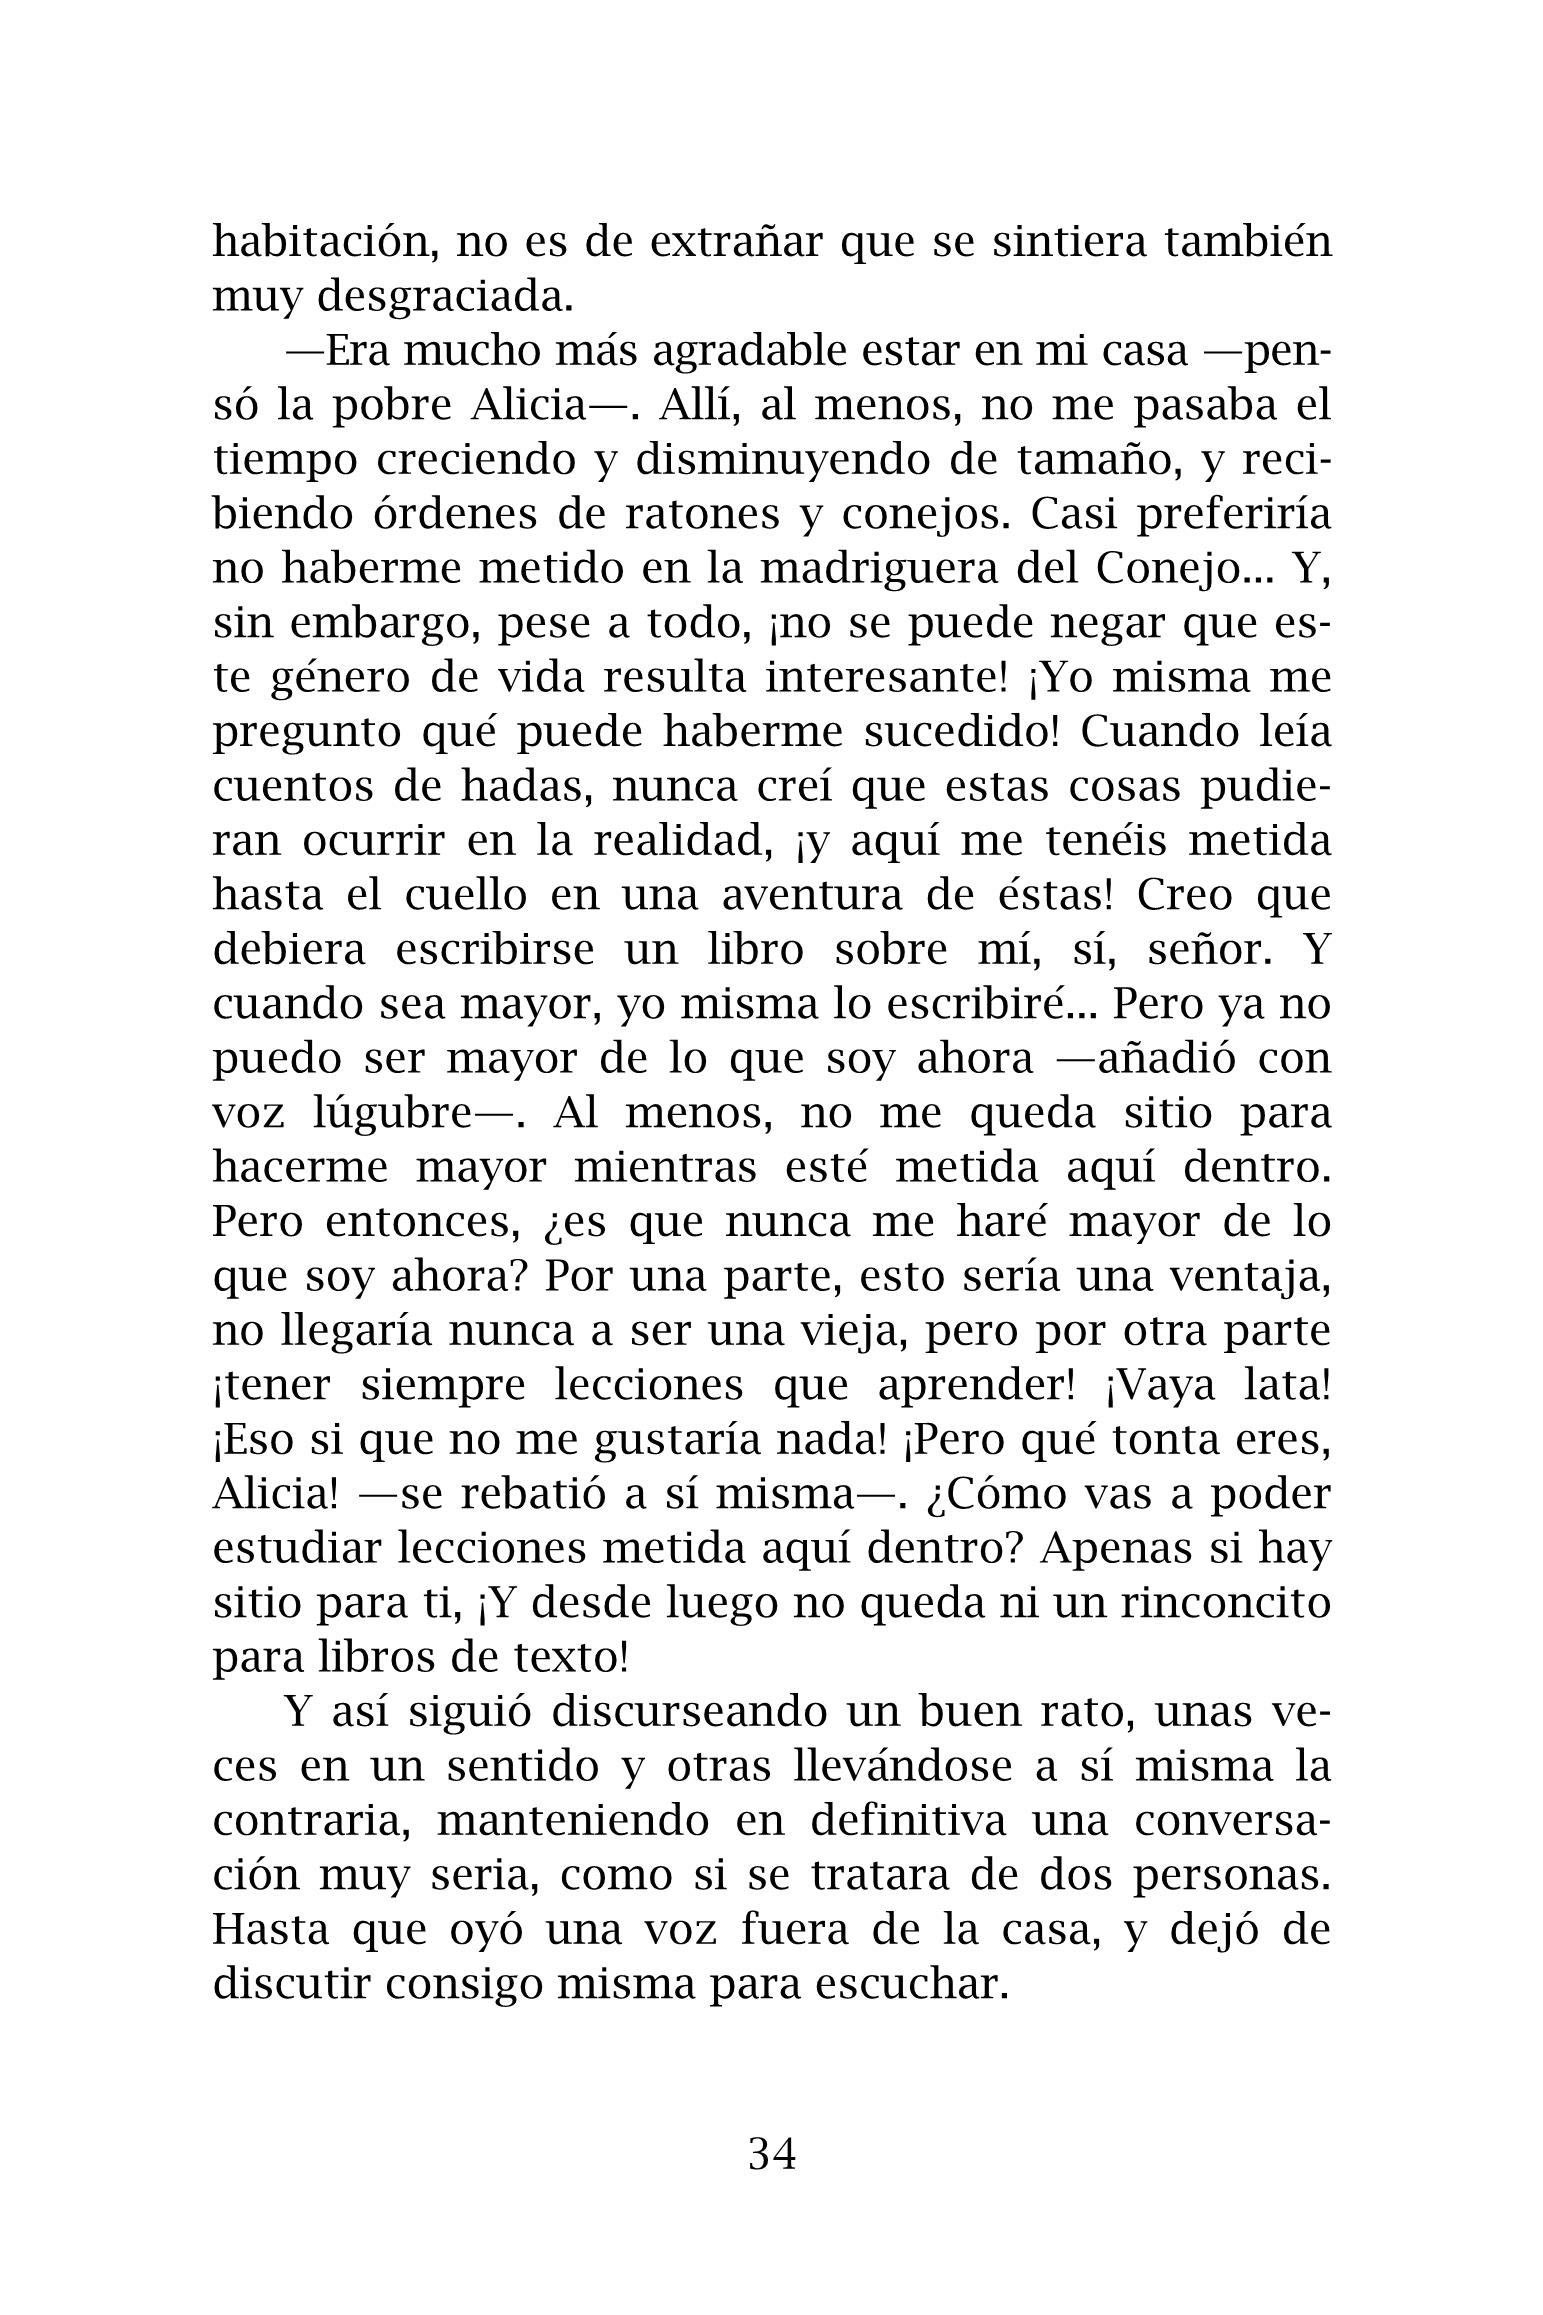 habitación, no es de extrañar que se sintiera también
muy desgraciada.
—Era mucho más agradable estar en mi casa —pen-
só la pobre Alicia—. Allí, al menos, no me pasaba el
tiempo creciendo y disminuyendo de tamaño, y reci-
biendo órdenes de ratones y conejos. Casi preferiría
no haberme metido en la madriguera del Conejo... Y,
sin embargo, pese a todo, ¡no se puede negar que es-
te género de vida resulta interesante! ¡Yo misma me
pregunto qué puede haberme sucedido! Cuando leía
cuentos de hadas, nunca creí que estas cosas pudie-
ran ocurrir en la realidad, ¡y aquí me tenéis metida
hasta el cuello en una aventura de éstas! Creo que
debiera escribirse un libro sobre mí, sí, señor. Y
cuando sea mayor, yo misma lo escribiré... Pero ya no
puedo ser mayor de lo que soy ahora —añadió con
voz lúgubre—. Al menos, no me queda sitio para
hacerme mayor mientras esté metida aquí dentro.
Pero entonces, ¿es que nunca me haré mayor de lo
que soy ahora? Por una parte, esto sería una ventaja,
no llegaría nunca a ser una vieja, pero por otra parte
¡tener siempre lecciones que aprender! ¡Vaya lata!
¡Eso si que no me gustaría nada! ¡Pero qué tonta eres,
Alicia! —se rebatió a sí misma—. ¿Cómo vas a poder
estudiar lecciones metida aquí dentro? Apenas si hay
sitio para ti, ¡Y desde luego no queda ni un rinconcito
para libros de texto!
Y así siguió discurseando un buen rato, unas ve-
ces en un sentido y otras llevándose a sí misma la
contraria, manteniendo en definitiva una conversa-
ción muy seria, como si se tratara de dos personas.
Hasta que oyó una voz fuera de la casa, y dejó de
discutir consigo misma para escuchar.
34